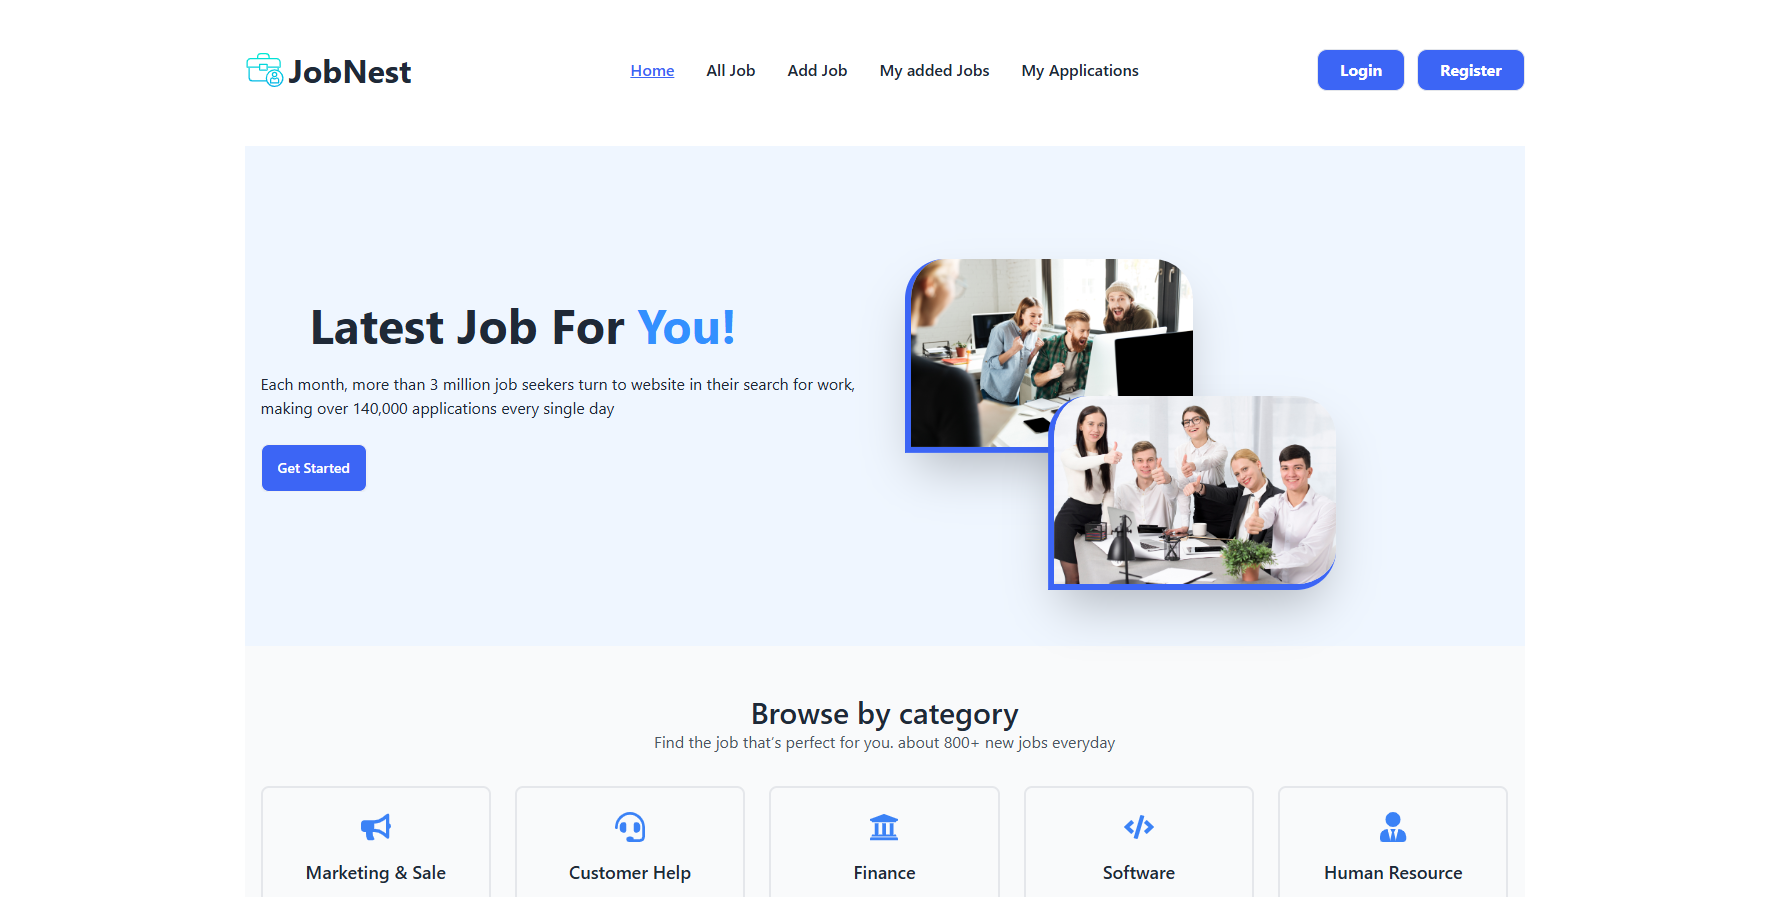 JobNest
Home
All Job
Add Job
My added Jobs
My Applications
Login
Register
Latest Job For You!
Each month, more than 3 million job seekers turn to website in their search for work,
making over 140,000 applications every single day
Get Started
Browse by category
Find the job that's perfect for you. about 800+ new jobs everyday
Marketing & Sale
Customer Help
Finance
Software
Human Resource